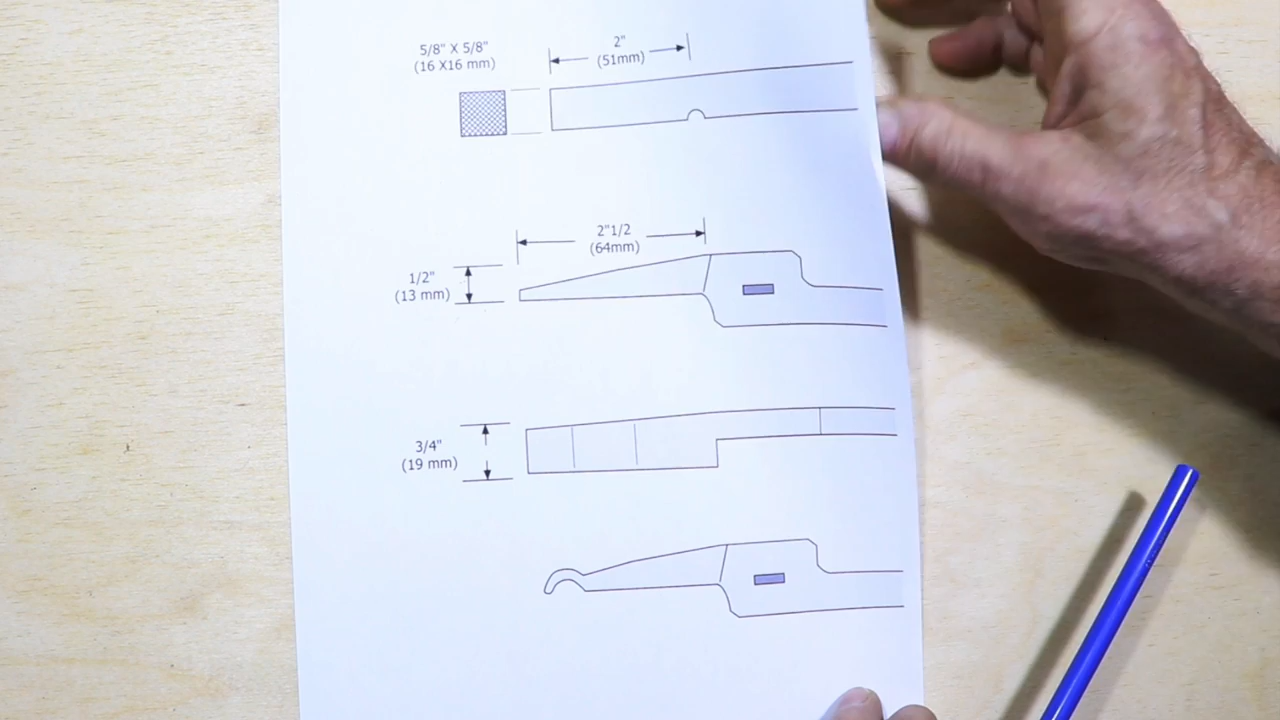 5/8" X 5/8"
(16 X16 mm)
2"
(51mm)
2"1/2
(64mm)
1/2"
(13 mm)
3/4"
(19 mm)